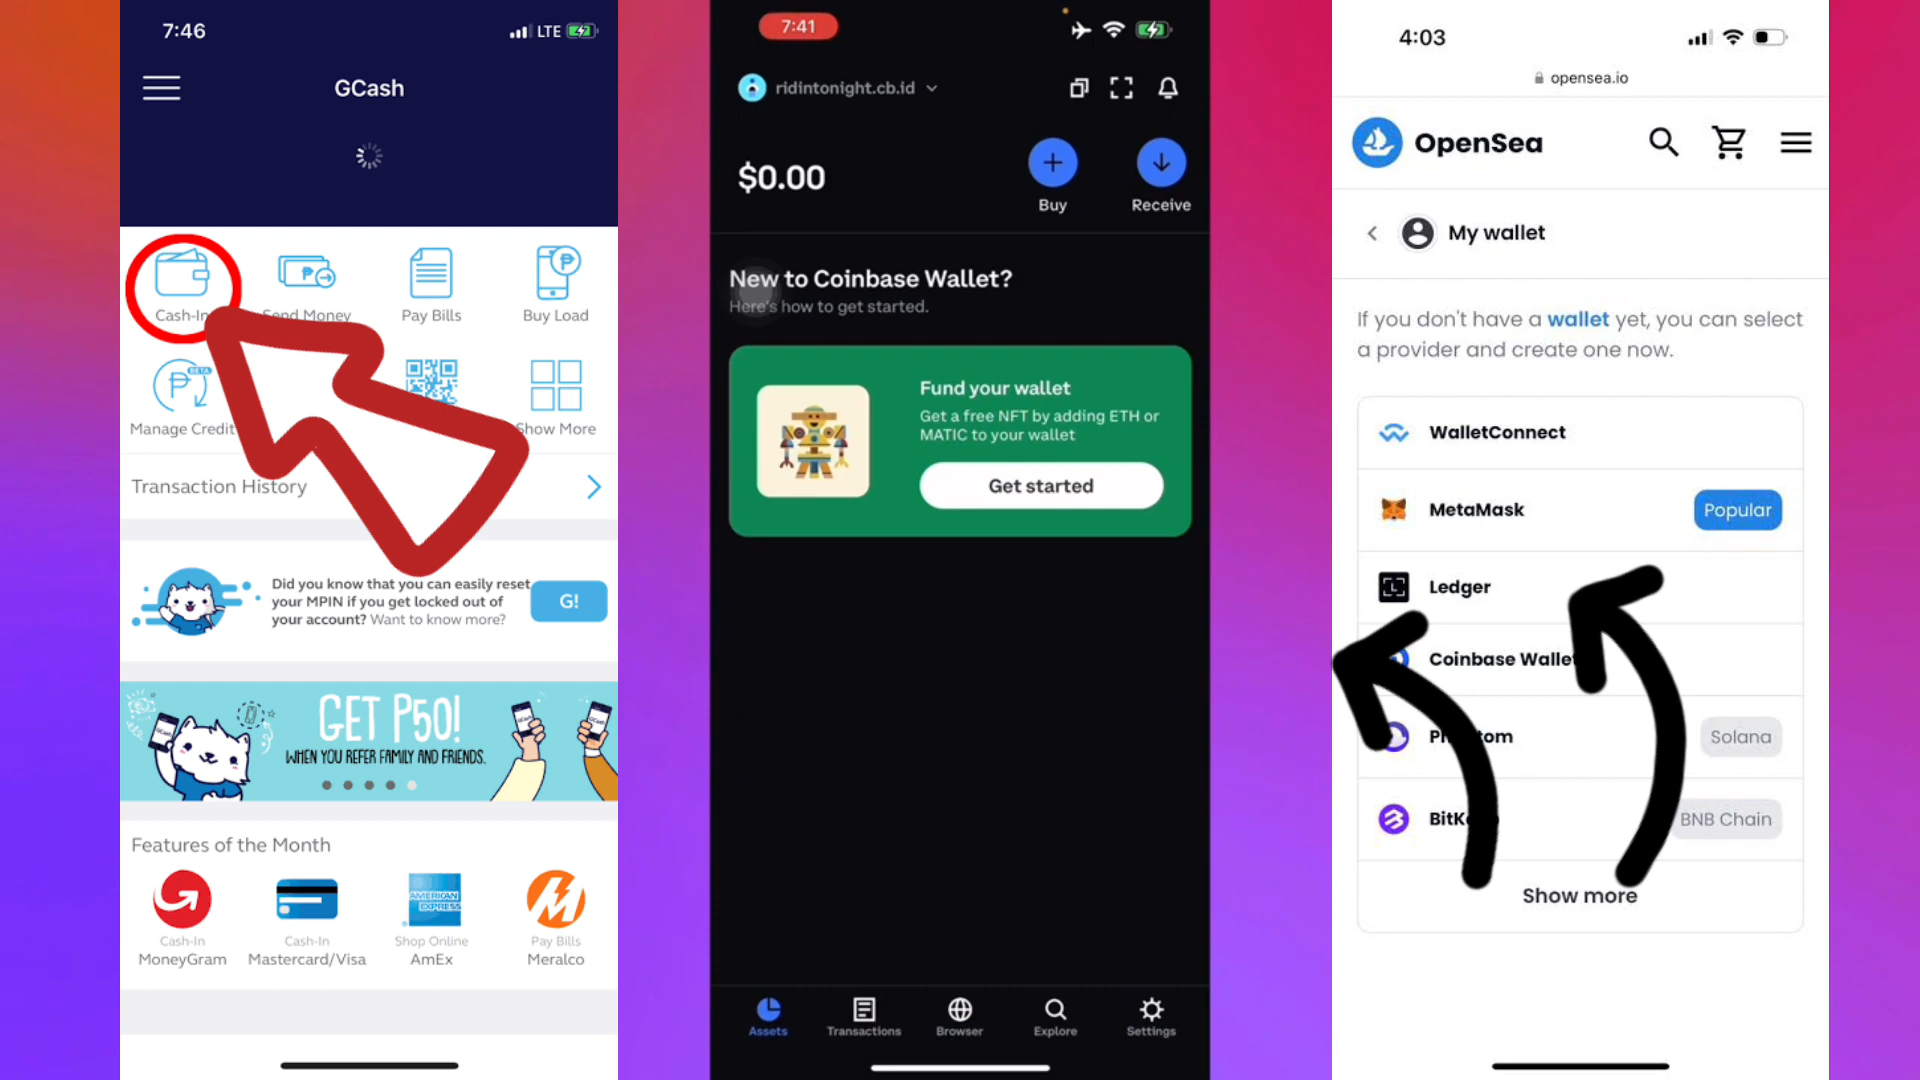 7:46
LTE
GCash
Cash-In
Send Money
Pay Bills
Buy Load
BETA
Manage Credit
Show More
Transaction History
Did you know that you can easily reset
your MPIN if you get locked out of
your account? Want to know more?
G!
GET P50!
WHEN YOU REFER FAMILY AND FRIENDS.
Features of the Month
AMERICAN
EXPRESS
Cash-In
MoneyGram
Cash-In
Mastercard/Visa
Shop Online
AmEx
Pay Bills
Meralco
7:41
ridintonight.cb.id
$0.00
Buy
Receive
New to Coinbase Wallet?
Here's how to get started.
Fund your wallet
Get a free NFT by adding ETH or
MATIC to your wallet
Get started
Assets
Transactions
Browser
Explore
Settings
4:03
opensea.io
OpenSea
My wallet
If you don't have a wallet yet, you can select
a provider and create one now.
WalletConnect
MetaMask
Popular
Ledger
Coinbase Wallet
Phantom
Solana
BNB Chain
Show more